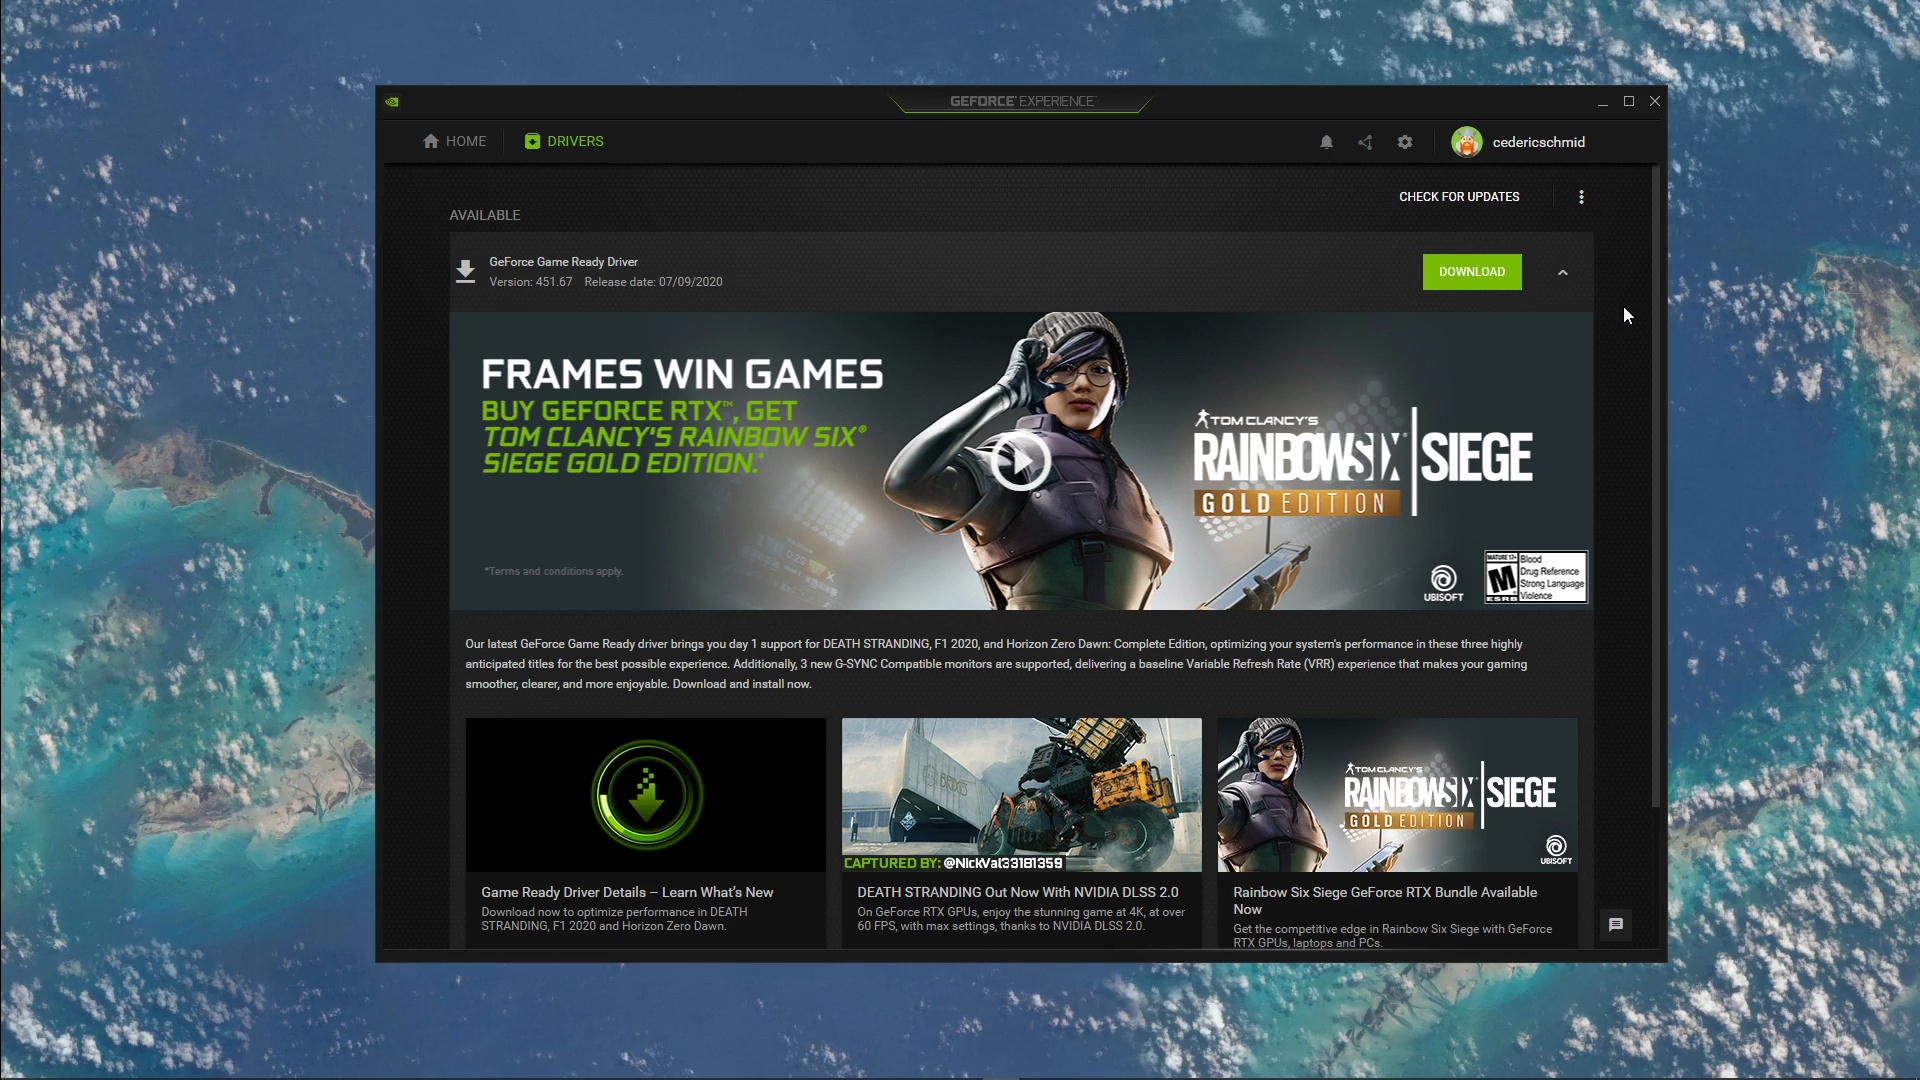 GEFORCE® EXPERIENCE™
HOME
DRIVERS
cedericschmid
CHECK FOR UPDATES
AVAILABLE
GeForce Game Ready Driver
Version: 451.67 Release date: 07/09/2020
DOWNLOAD
FRAMES WIN GAMES
BUY GEFORCE RTX™, GET
TOM CLANCY'S RAINBOW SIX®
SIEGE GOLD EDITION.*
TOM CLANCY'S
RAINBOWSIX SIEGE
GOLD EDITION
*Terms and conditions apply.
UBISOFT
MATURE 17+
M
ESRB
Blood
Drug Reference
Strong Language
Violence
Our latest GeForce Game Ready driver brings you day 1 support for DEATH STRANDING, F1 2020, and Horizon Zero Dawn: Complete Edition, optimizing your system's performance in these three highly
anticipated titles for the best possible experience. Additionally, 3 new G-SYNC Compatible monitors are supported, delivering a baseline Variable Refresh Rate (VRR) experience that makes your gaming
smoother, clearer, and more enjoyable. Download and install now.
CAPTURED BY: @NickVal33181359
TOM CLANCY'S
RAINBOWSIX SIEGE
GOLD EDITION
UBISOFT
Game Ready Driver Details – Learn What's New
Download now to optimize performance in DEATH
STRANDING, F1 2020 and Horizon Zero Dawn.
DEATH STRANDING Out Now With NVIDIA DLSS 2.0
On GeForce RTX GPUs, enjoy the stunning game at 4K, at over
60 FPS, with max settings, thanks to NVIDIA DLSS 2.0.
Rainbow Six Siege GeForce RTX Bundle Available
Now
Get the competitive edge in Rainbow Six Siege with GeForce
RTX GPUs, laptops and PCs.